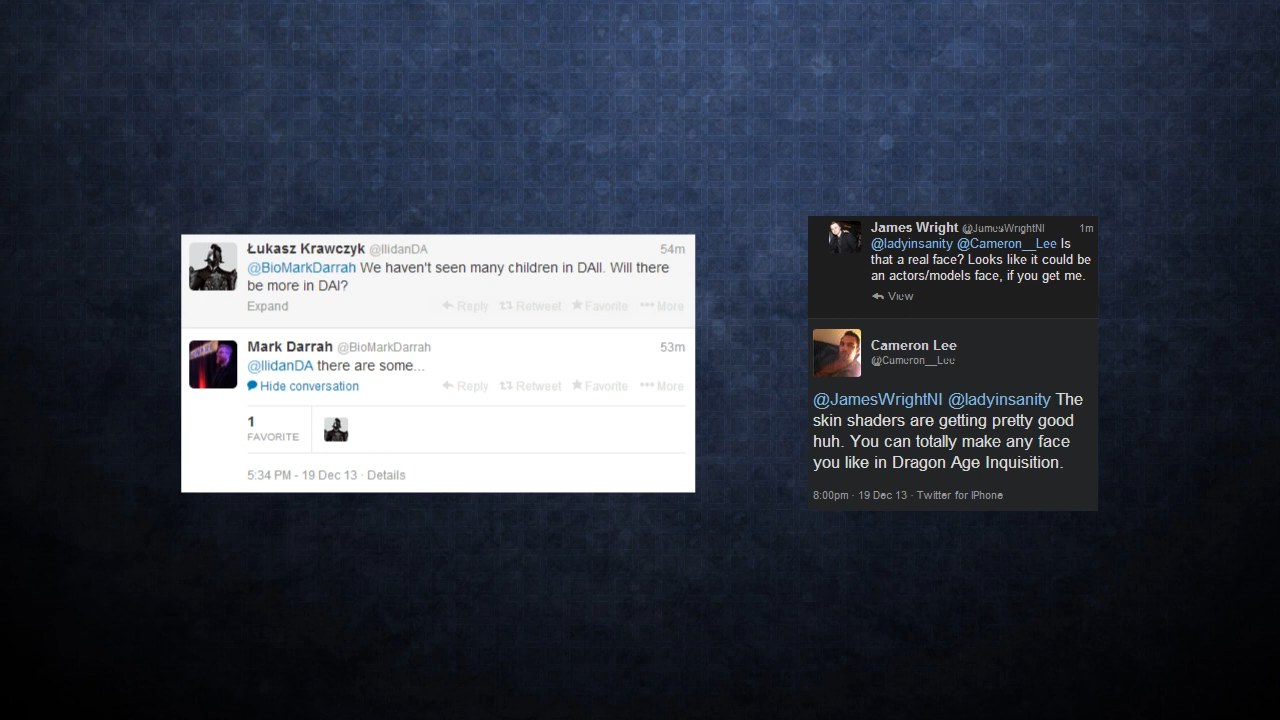 Łukasz Krawczyk @IlidanDA 54m
@BioMarkDarrah We haven't seen many children in DAII. Will there
be more in DAI?
Expand Reply Retweet Favorite More
Mark Darrah @BioMarkDarrah 53m
@IlidanDA there are some...
Hide conversation Reply Retweet Favorite More
1
FAVORITE
5:34 PM - 19 Dec 13 · Details
James Wright @JamesWrightNI 1m
@ladyinsanity @Cameron__Lee Is
that a real face? Looks like it could be
an actors/models face, if you get me.
View
Cameron Lee
@Cameron__Lee
@JamesWrightNI @ladyinsanity The
skin shaders are getting pretty good
huh. You can totally make any face
you like in Dragon Age Inquisition.
8:00pm · 19 Dec 13 · Twitter for iPhone